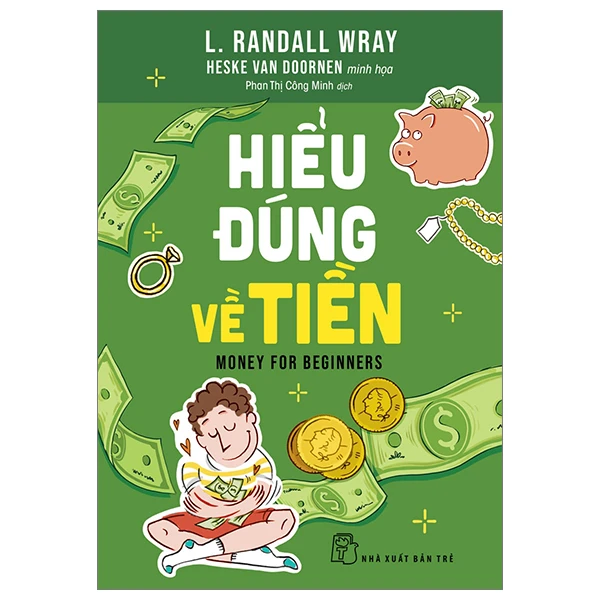 L. RANDALL WRAY
HESKE VAN DOORNEN minh họa
Phan Thị Công Minh dịch
HIỂU
ĐÚNG
VỀ TIỀN
MONEY FOR BEGINNERS
NHÀ XUẤT BẢN TRẺ